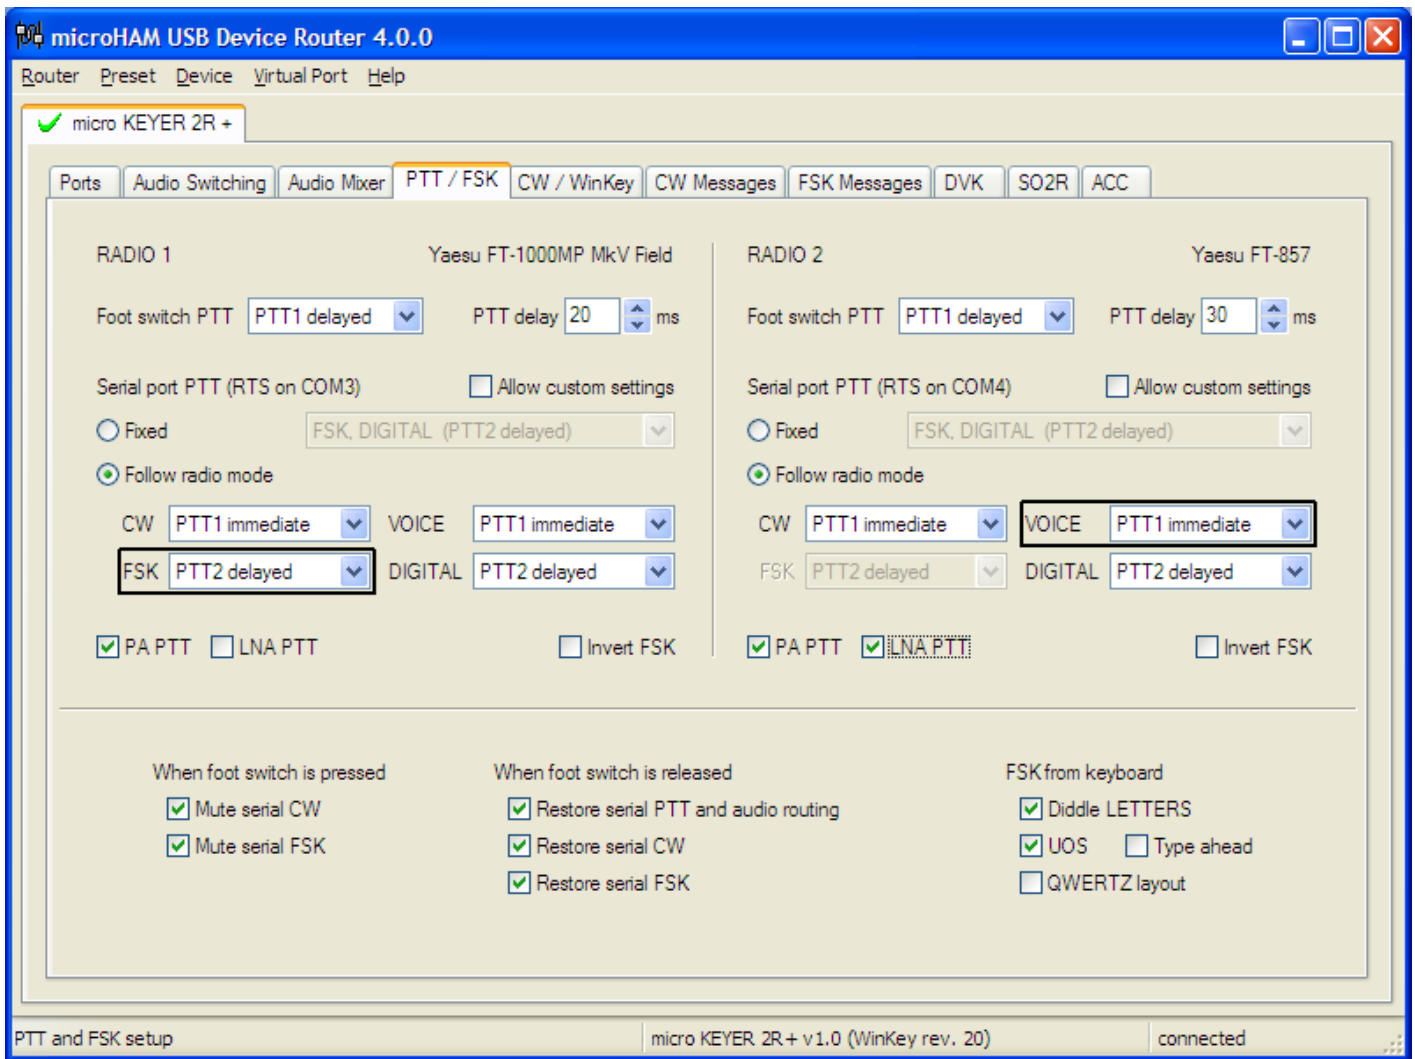 microHAM USB Device Router 4.0.0
Router Preset Device Virtual Port Help
micro KEYER 2R +
Ports Audio Switching Audio Mixer PTT / FSK CW / WinKey CW Messages FSK Messages DVK SO2R ACC
RADIO 1 Yaesu FT-1000MP MkV Field
Foot switch PTT PTT1 delayed PTT delay 20 ms
Serial port PTT (RTS on COM3) Allow custom settings
Fixed FSK, DIGITAL (PTT2 delayed)
Follow radio mode
CW PTT1 immediate VOICE PTT1 immediate
FSK PTT2 delayed DIGITAL PTT2 delayed
PA PTT LNA PTT Invert FSK
RADIO 2 Yaesu FT-857
Foot switch PTT PTT1 delayed PTT delay 30 ms
Serial port PTT (RTS on COM4) Allow custom settings
Fixed FSK, DIGITAL (PTT2 delayed)
Follow radio mode
CW PTT1 immediate VOICE PTT1 immediate
FSK PTT2 delayed DIGITAL PTT2 delayed
PA PTT LNA PTT Invert FSK
When foot switch is pressed
Mute serial CW
Mute serial FSK
When foot switch is released
Restore serial PTT and audio routing
Restore serial CW
Restore serial FSK
FSK from keyboard
Diddle LETTERS
UOS Type ahead
QWERTZ layout
PTT and FSK setup micro KEYER 2R+ v1.0 (WinKey rev. 20) connected